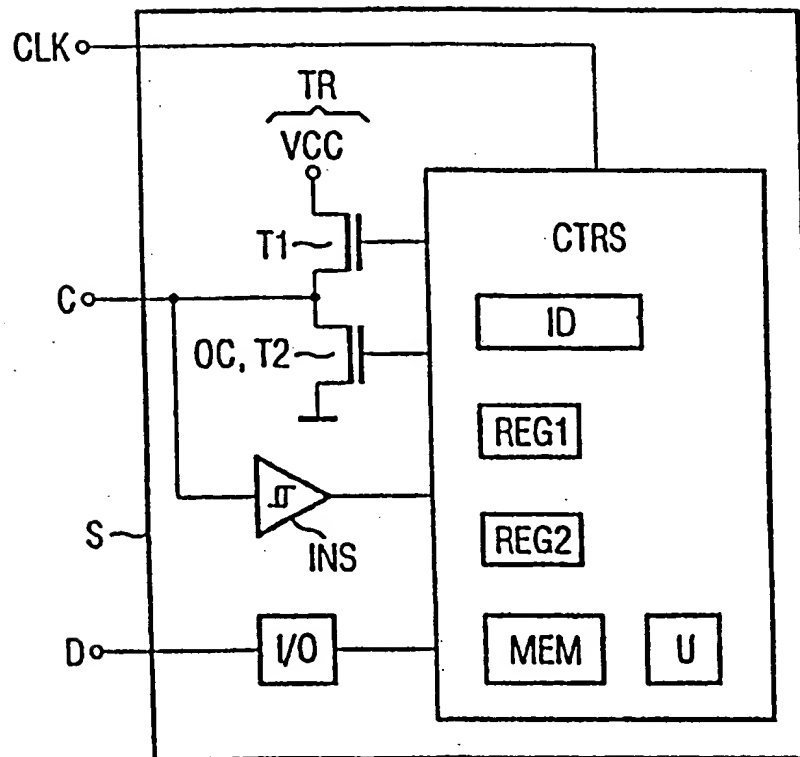 CLK
TR
VCC
T1
CTRS
C
ID
OC, T2
REG1
S
INS
REG2
D
I/O
MEM
U